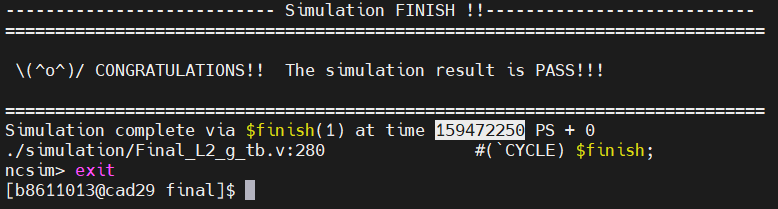 --------------------------- Simulation FINISH !!---------------------------
============================================================================
\(^o^)/ CONGRATULATIONS!!  The simulation result is PASS!!!
============================================================================
Simulation complete via $finish(1) at time 159472250 PS + 0
./simulation/Final_L2_g_tb.v:280               #(`CYCLE) $finish;
ncsim> exit
[b8611013@cad29 final]$